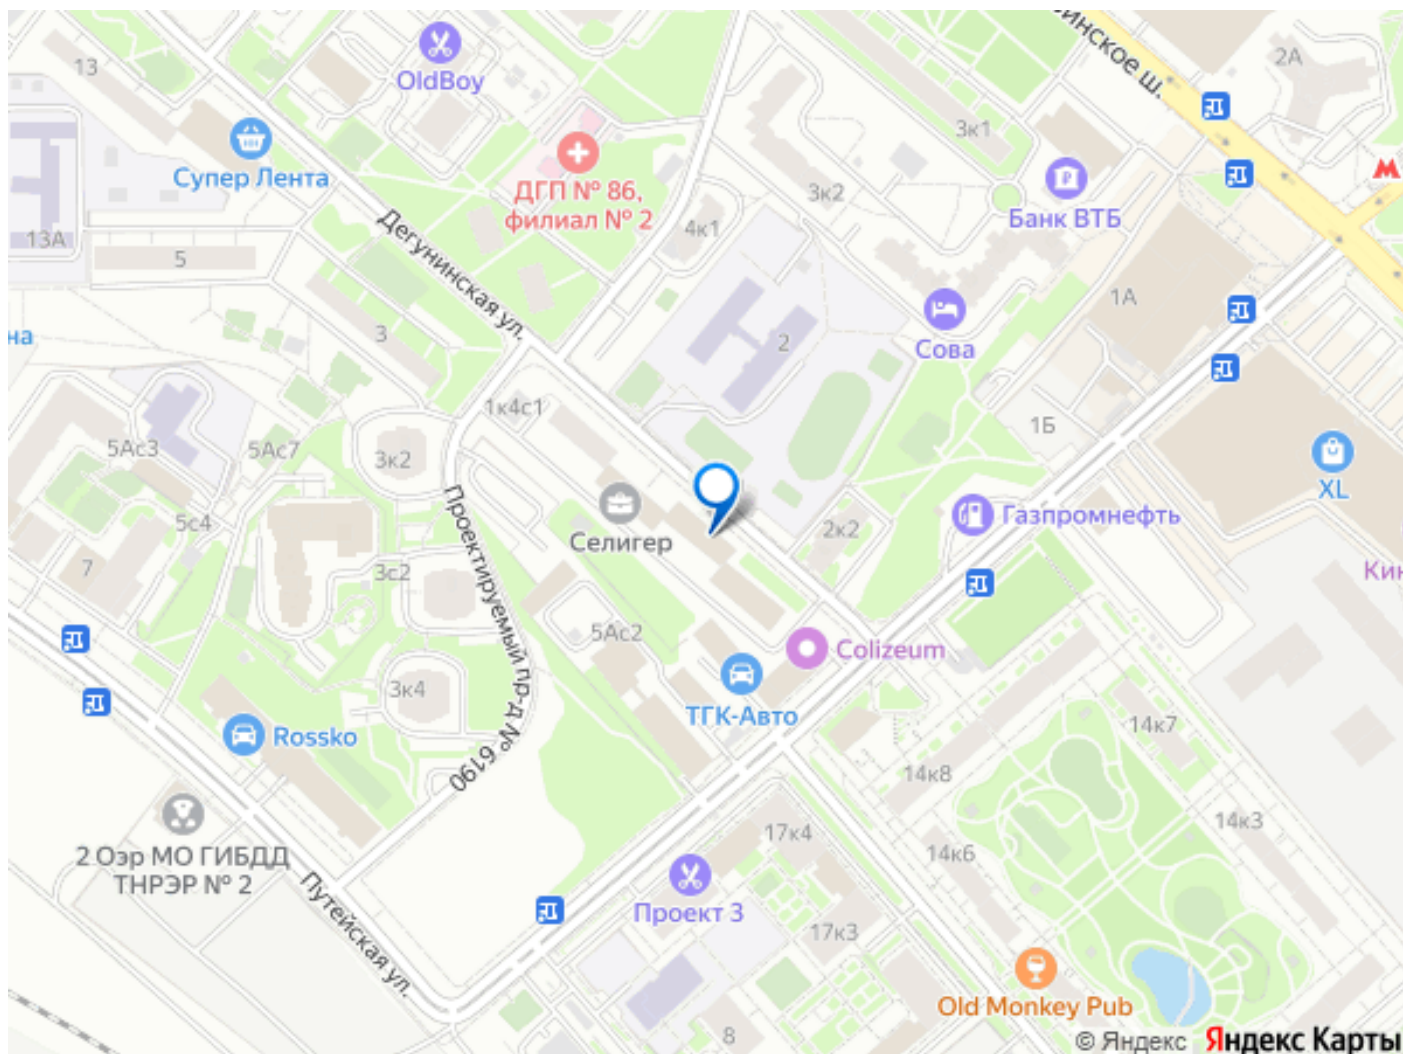 синское ш.
2А
13
OldBoy
3к1
Супер Лента
ДГП № 86,
филиал № 2
3к2
Банк ВТБ
4к1
13А
5
Дегунинская ул.
1А
3
2
на
Сова
1к4с1
1Б
5Ас3
5Ас7
3к2
XL
Проектируемый пр-д № 6190
5с4
Селигер
2к2
Газпромнефть
7
3с2
Кин
5Ас2
Colizeum
3к4
ТГК-Авто
Rossko
14к7
14к8
17к4
14к3
14к6
2 Оэр МО ГИБДД
ТНРЭР № 2
Путейская ул.
Проект 3
17к3
Old Monkey Pub
8
© Яндекс Яндекс Карты